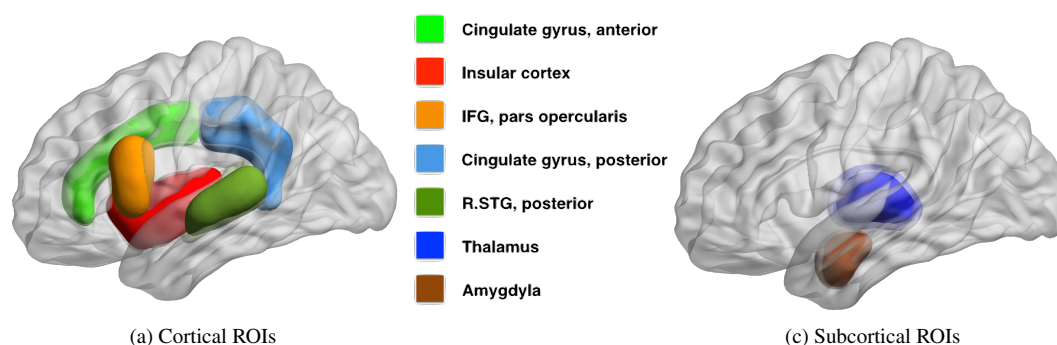 Cingulate gyrus, anterior
Insular cortex
IFG, pars opercularis
Cingulate gyrus, posterior
R.STG, posterior
Thalamus
Amygdyla
(a) Cortical ROIs
(c) Subcortical ROIs